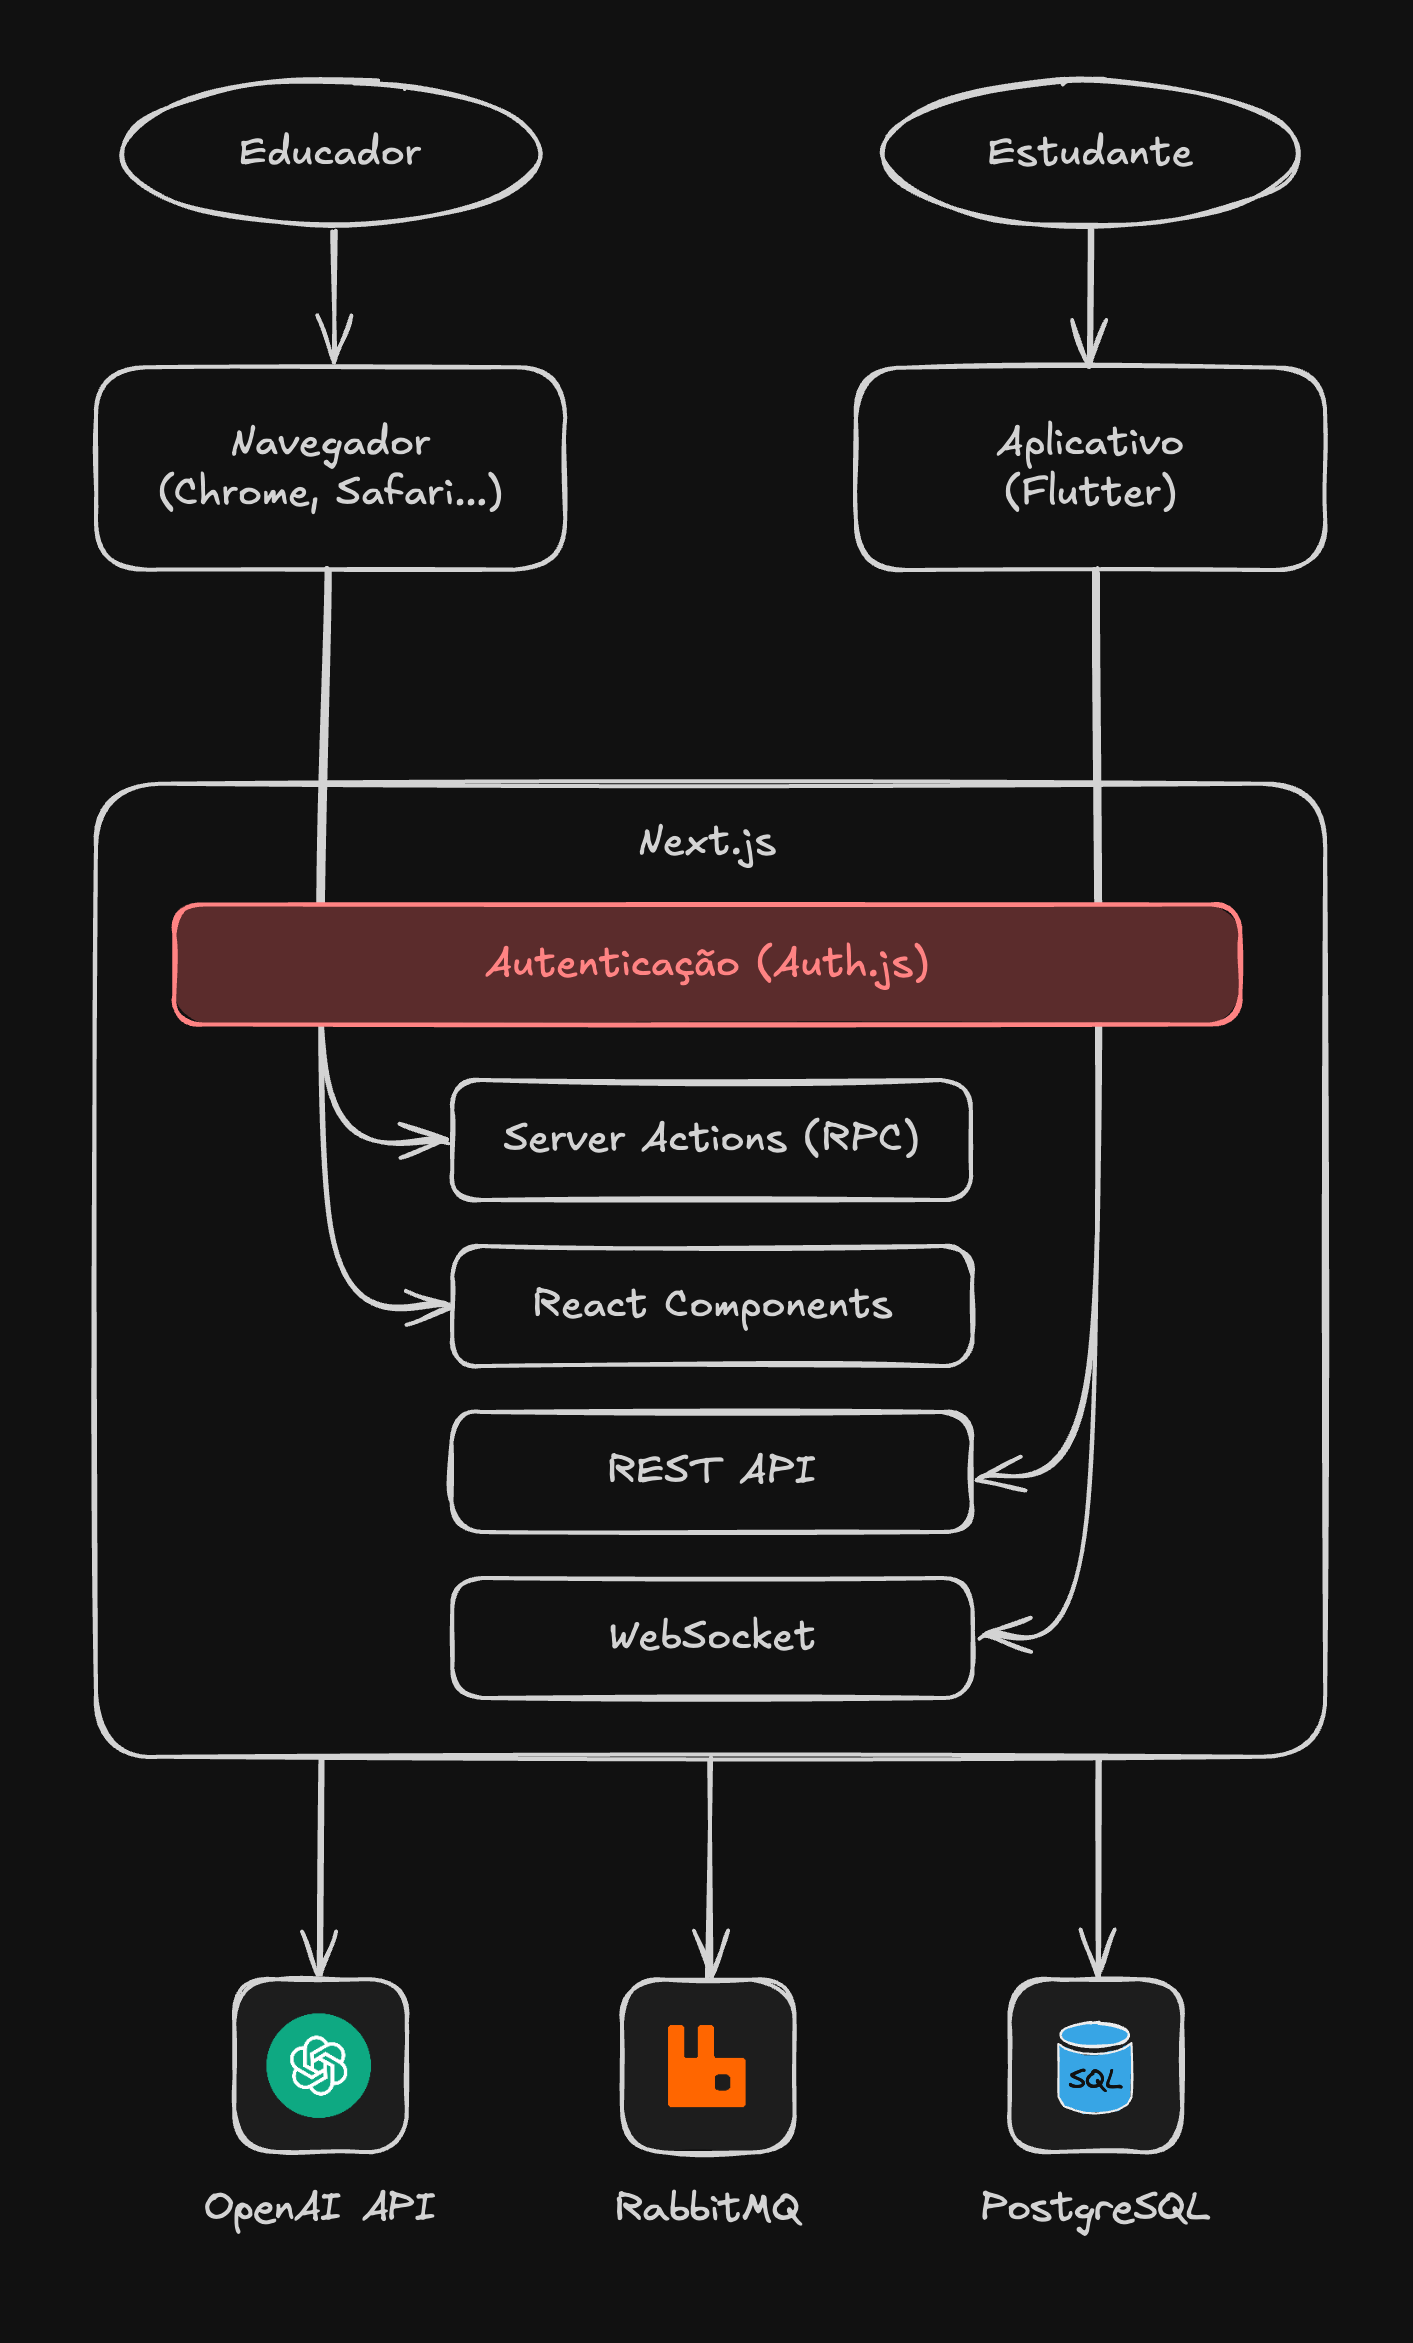 Educador
Estudante
Navegador
(Chrome, Safari...)
Aplicativo
(Flutter)
Next.js
Autenticação (Auth.js)
Server Actions (RPC)
React Components
REST API
WebSocket
SQL
OpenAI API
RabbitMQ
PostgreSQL